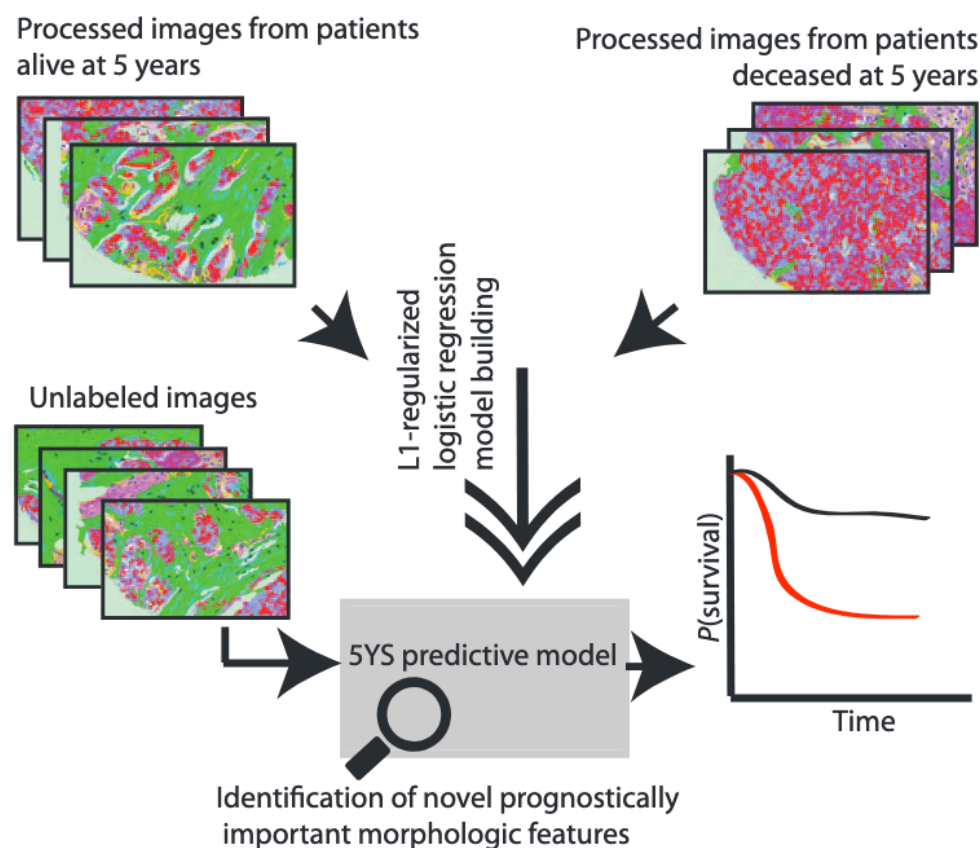 Processed images from patients
alive at 5 years
Processed images from patients
deceased at 5 years
L1-regularized
logistic regression
model building
Unlabeled images
5YS predictive model
P(survival)
Time
Identification of novel prognostically
important morphologic features